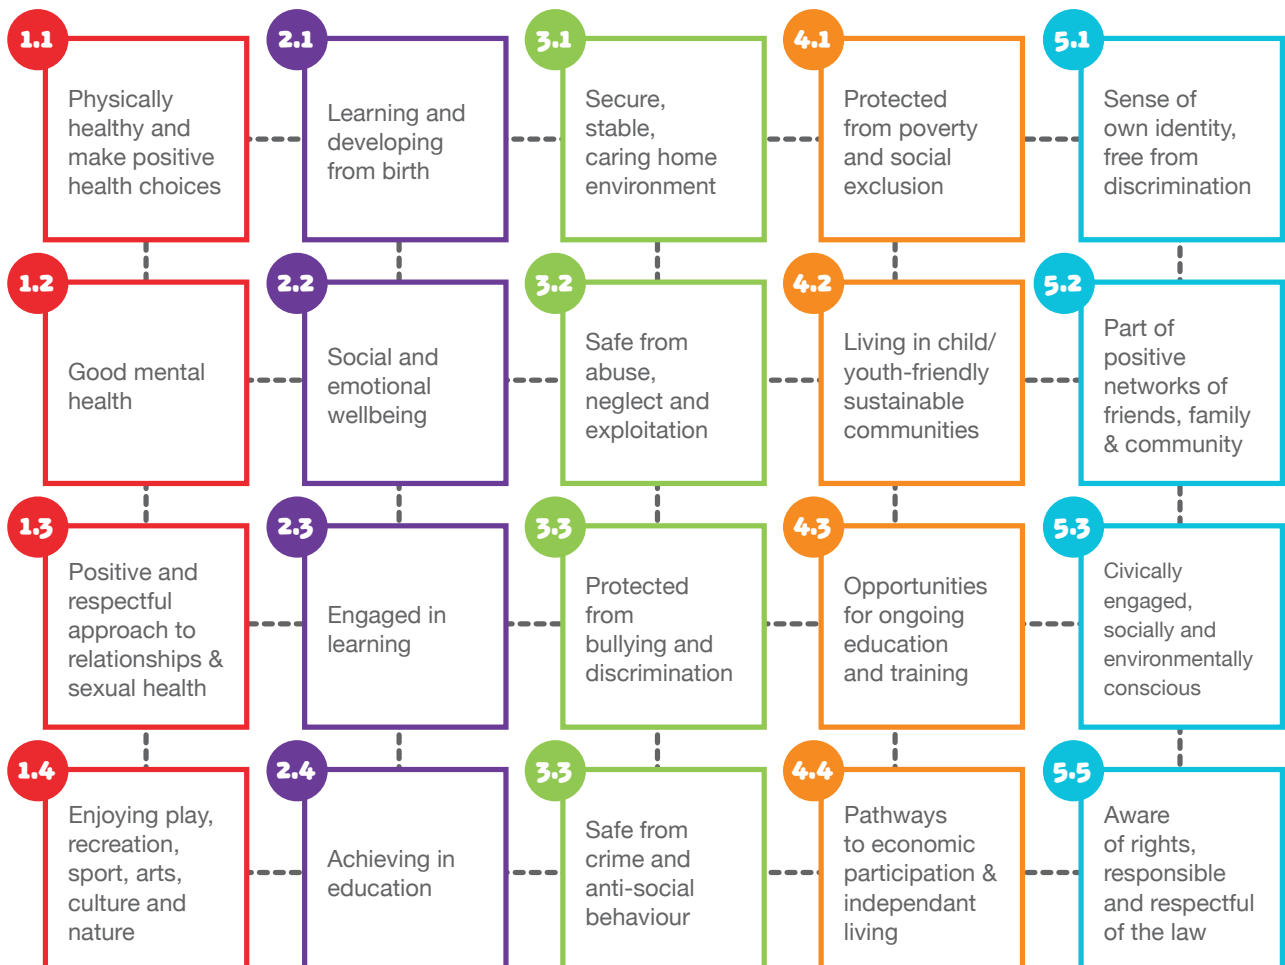 1.1
Physically
healthy and
make positive
health choices
2.1
Learning and
developing
from birth
3.1
Secure,
stable,
caring home
environment
4.1
Protected
from poverty
and social
exclusion
5.1
Sense of
own identity,
free from
discrimination
1.2
Good mental
health
2.2
Social and
emotional
wellbeing
3.2
Safe from
abuse,
neglect and
exploitation
4.2
Living in child/
youth-friendly
sustainable
communities
5.2
Part of
positive
networks of
friends, family
& community
1.3
Positive and
respectful
approach to
relationships &
sexual health
2.3
Engaged in
learning
3.3
Protected
from
bullying and
discrimination
4.3
Opportunities
for ongoing
education
and training
5.3
Civically
engaged,
socially and
environmentally
conscious
1.4
Enjoying play,
recreation,
sport, arts,
culture and
nature
2.4
Achieving in
education
3.3
Safe from
crime and
anti-social
behaviour
4.4
Pathways
to economic
participation &
independant
living
5.5
Aware
of rights,
responsible
and respectful
of the law